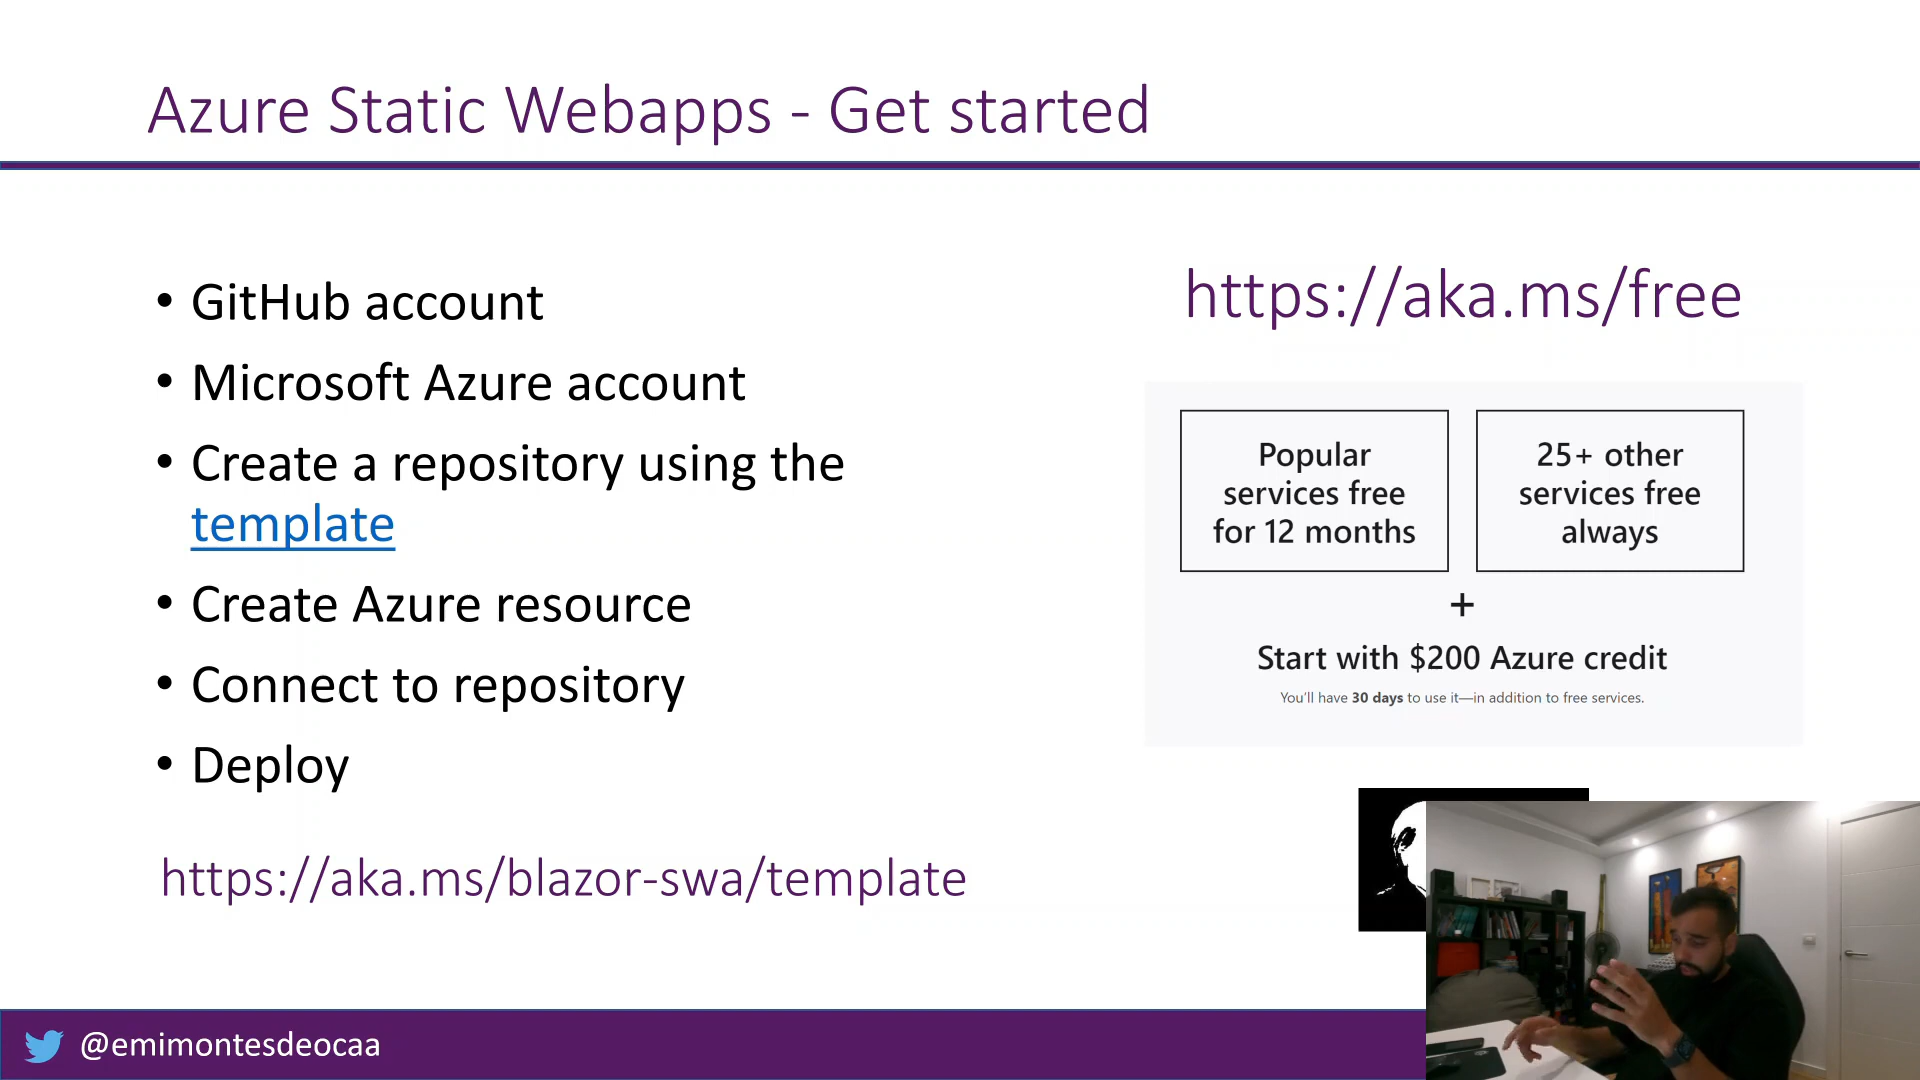 Azure Static Webapps - Get started
• GitHub account
• Microsoft Azure account
• Create a repository using the
template
• Create Azure resource
• Connect to repository
• Deploy
https://aka.ms/blazor-swa/template
https://aka.ms/free
Popular
services free
for 12 months
25+ other
services free
always
+
Start with $200 Azure credit
You'll have 30 days to use it—in addition to free services.
@emimontesdeocaa